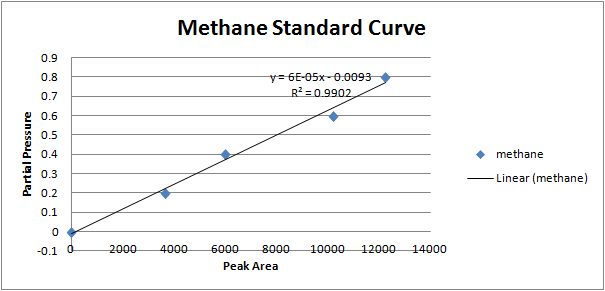 Methane Standard Curve
0.9
0.8
0.7
0.6
0.5
0.4
0.3
0.2
0.1
0
-0.1
Partial Pressure
y = 6E-05x - 0.0093
R² = 0.9902
0 2000 4000 6000 8000 10000 12000 14000
Peak Area
methane
Linear (methane)